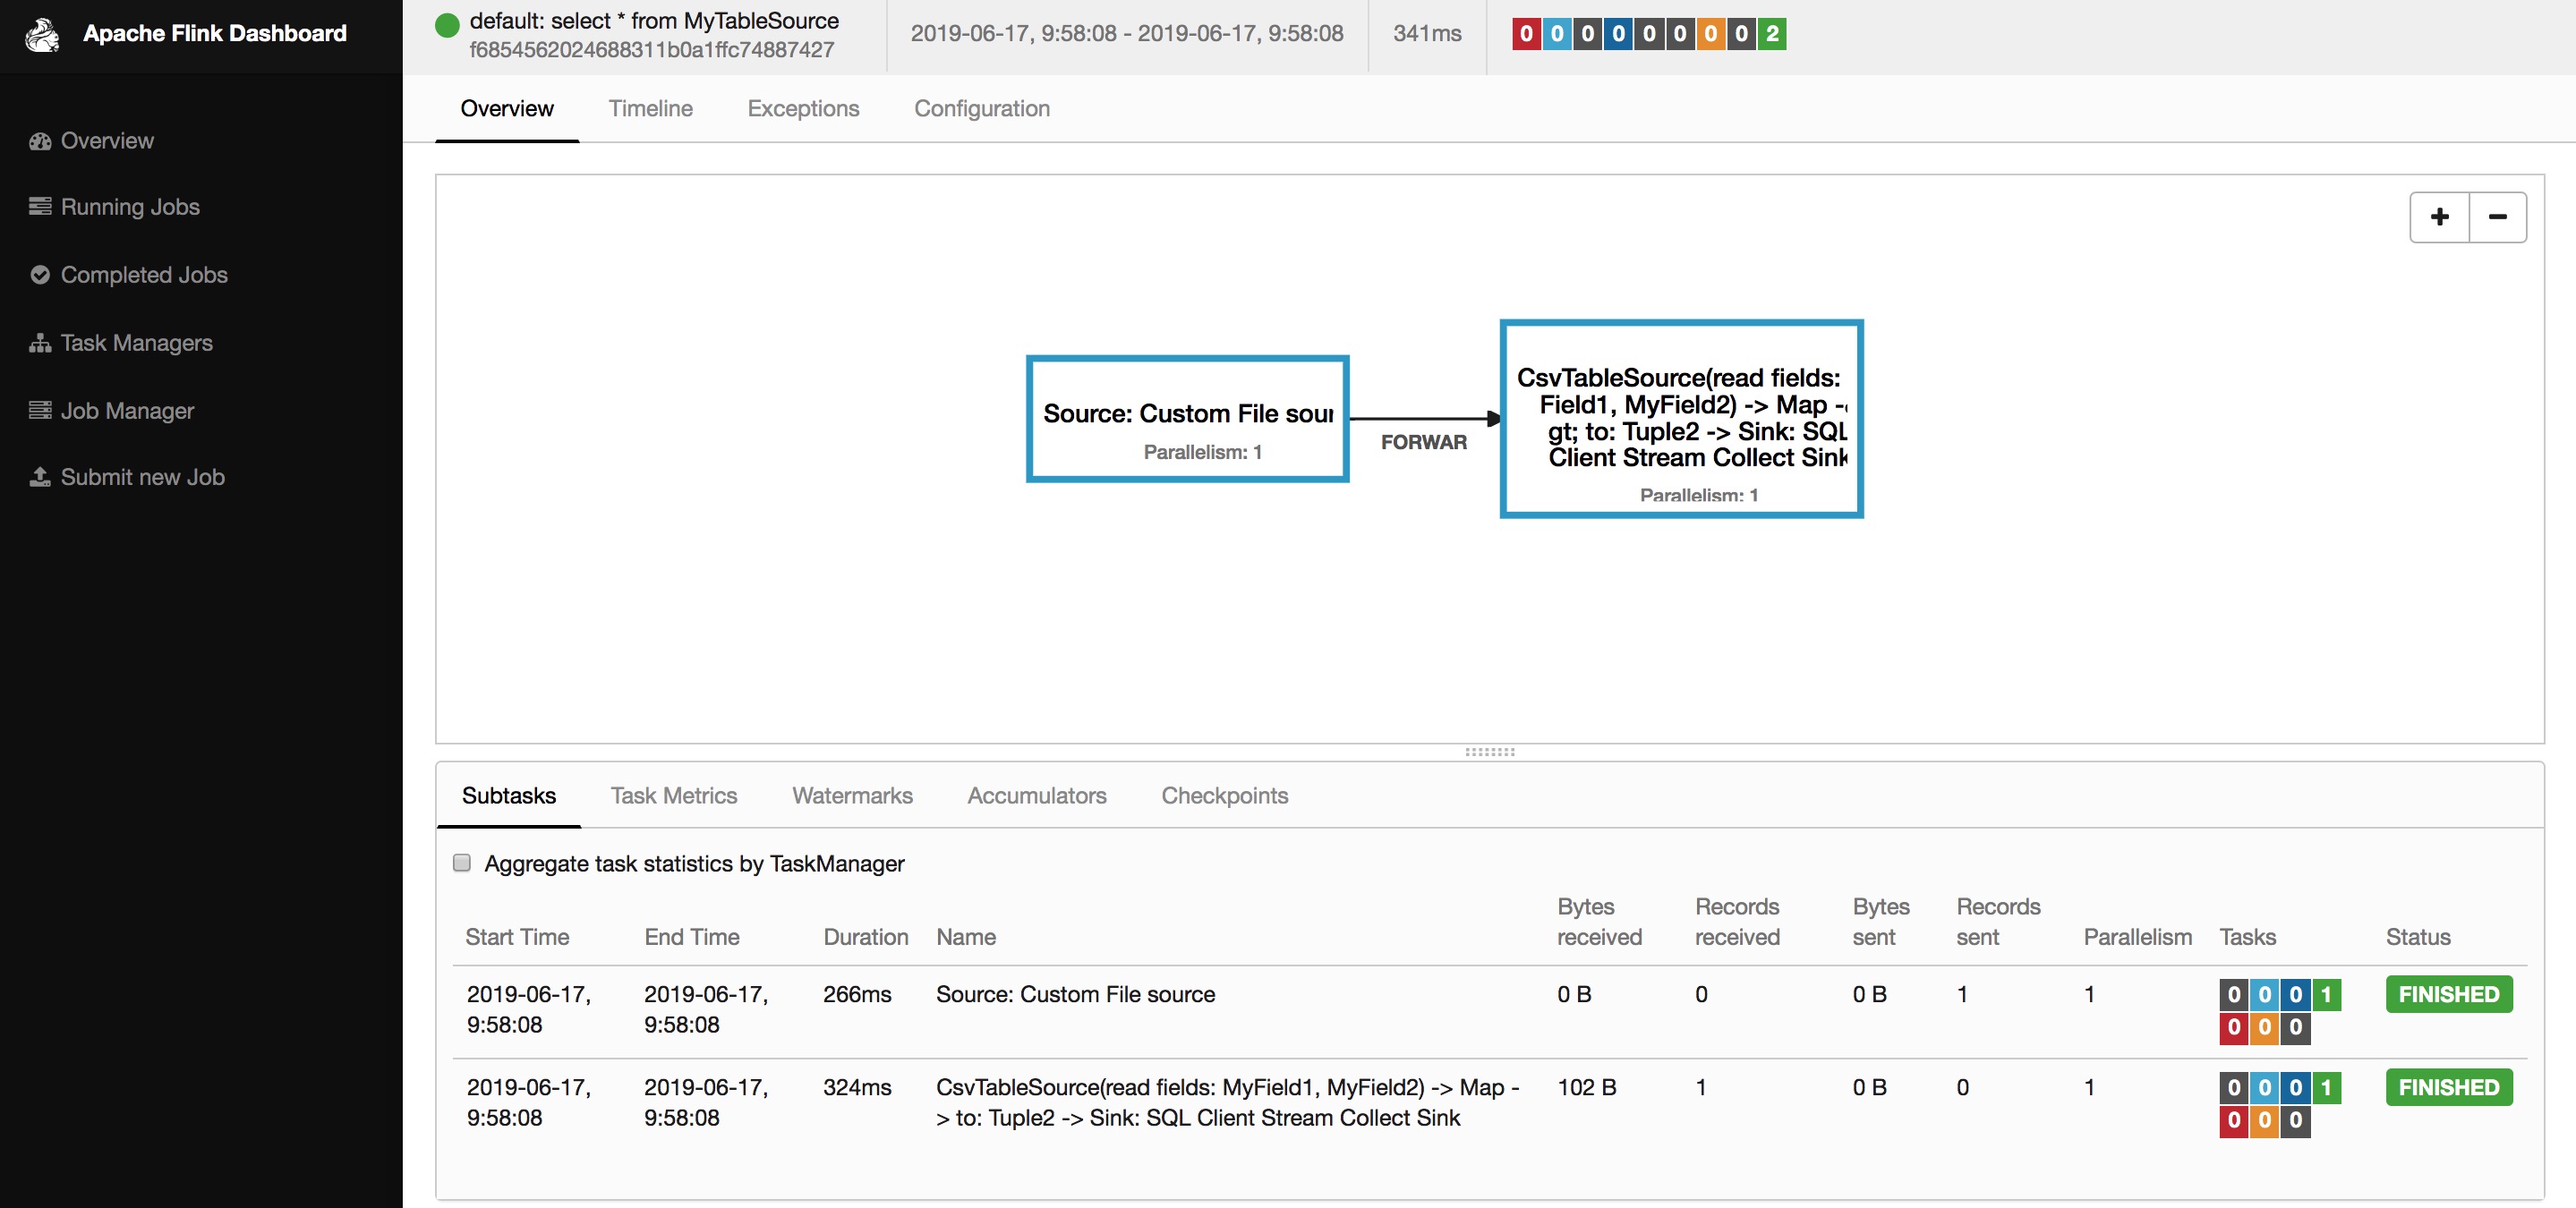 Apache Flink Dashboard
Overview
Running Jobs
Completed Jobs
Task Managers
Job Manager
Submit new Job
default: select * from MyTableSource
f6854562024688311b0a1ffc74887427
2019-06-17, 9:58:08 - 2019-06-17, 9:58:08
341ms
0 0 0 0 0 0 0 0 2
Overview Timeline Exceptions Configuration
+ −
Source: Custom File sour
Parallelism: 1
FORWAR
CsvTableSource(read fields:
Field1, MyField2) -> Map -
gt; to: Tuple2 -> Sink: SQL
Client Stream Collect Sink
Parallelism: 1
Subtasks Task Metrics Watermarks Accumulators Checkpoints
Aggregate task statistics by TaskManager
Start Time End Time Duration Name Bytes received Records received Bytes sent Records sent Parallelism Tasks Status
2019-06-17, 2019-06-17, 266ms Source: Custom File source 0 B 0 0 B 1 1 0 0 0 1 FINISHED
9:58:08 9:58:08 0 0 0
2019-06-17, 2019-06-17, 324ms CsvTableSource(read fields: MyField1, MyField2) -> Map - 102 B 1 0 B 0 1 0 0 0 1 FINISHED
9:58:08 9:58:08 > to: Tuple2 -> Sink: SQL Client Stream Collect Sink 0 0 0